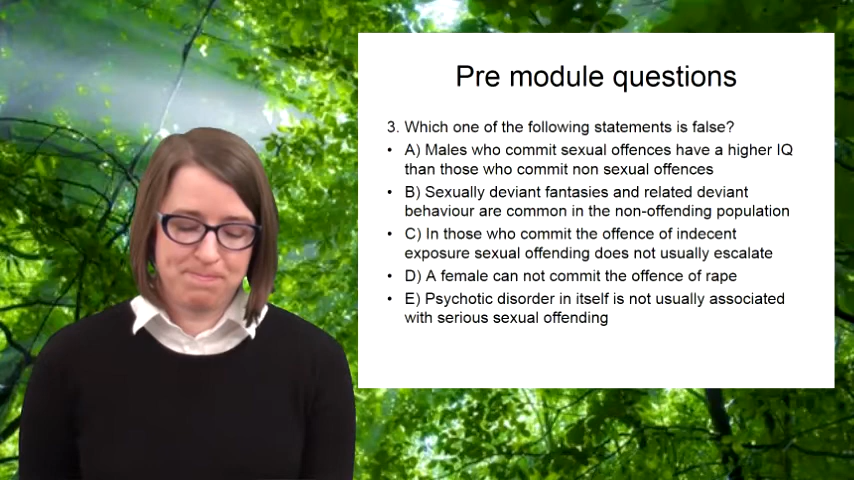 Pre module questions
3. Which one of the following statements is false?
• A) Males who commit sexual offences have a higher IQ
than those who commit non sexual offences
• B) Sexually deviant fantasies and related deviant
behaviour are common in the non-offending population
• C) In those who commit the offence of indecent
exposure sexual offending does not usually escalate
• D) A female can not commit the offence of rape
• E) Psychotic disorder in itself is not usually associated
with serious sexual offending